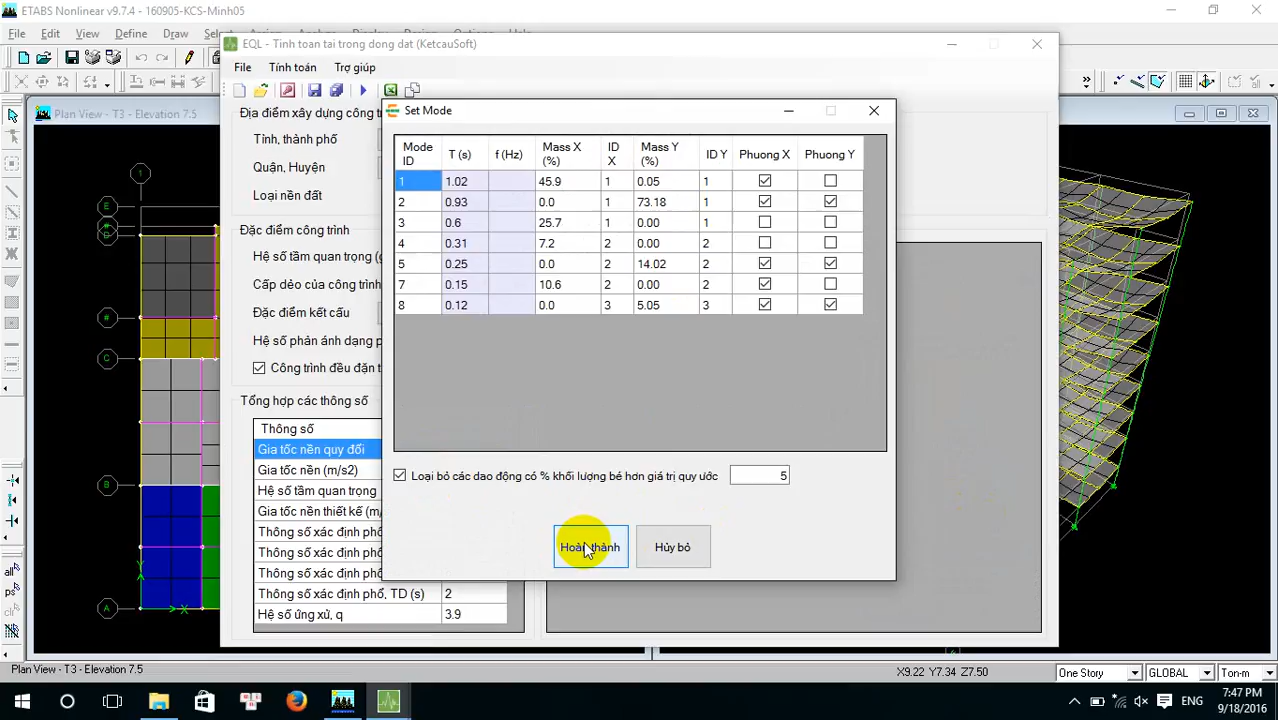 ETABS Nonlinear v9.7.4 - 160905-KCS-Minh05
File Edit View Define Draw
EQL - Tinh toan tai trong dong dat (KetcauSoft)
File Tính toán Trợ giúp
Plan View - T3 - Elevation 7.5
Địa điểm xây dựng công
Tỉnh, thành phố
Quận, Huyện
Loại nền đất
Đặc điểm công trình
Hệ số tầm quan trọng
Cấp dẻo của công trình
Đặc điểm kết cấu
Hệ số phản ánh dạng
Công trình đều đặn
Tổng hợp các thông số
Thông số
Gia tốc nền quy đổi
Gia tốc nền (m/s2)
Hệ số tầm quan trọng
Gia tốc nền thiết kế
Thông số xác định
Thông số xác định
Thông số xác định
Thông số xác định phổ, TD (s) 2
Hệ số ứng xử, q 3.9
Set Mode
Mode ID T (s) f (Hz) Mass X (%) ID X Mass Y (%) ID Y Phuong X Phuong Y
1 1.02 45.9 1 0.05 1
2 0.93 0.0 1 73.18 1
3 0.6 25.7 1 0.00 1
4 0.31 7.2 2 0.00 2
5 0.25 0.0 2 14.02 2
7 0.15 10.6 2 0.00 2
8 0.12 0.0 3 5.05 3
Loại bỏ các dao động có % khối lượng bé hơn giá trị quy ước 5
Hoàn thành Hủy bỏ
1
E
D
#
C
B
A
Y
X
all
ps
clr
Plan View - T3 - Elevation 7.5
X9.22 Y7.34 Z7.50
One Story GLOBAL Ton-m
ENG
7:47 PM
9/18/2016